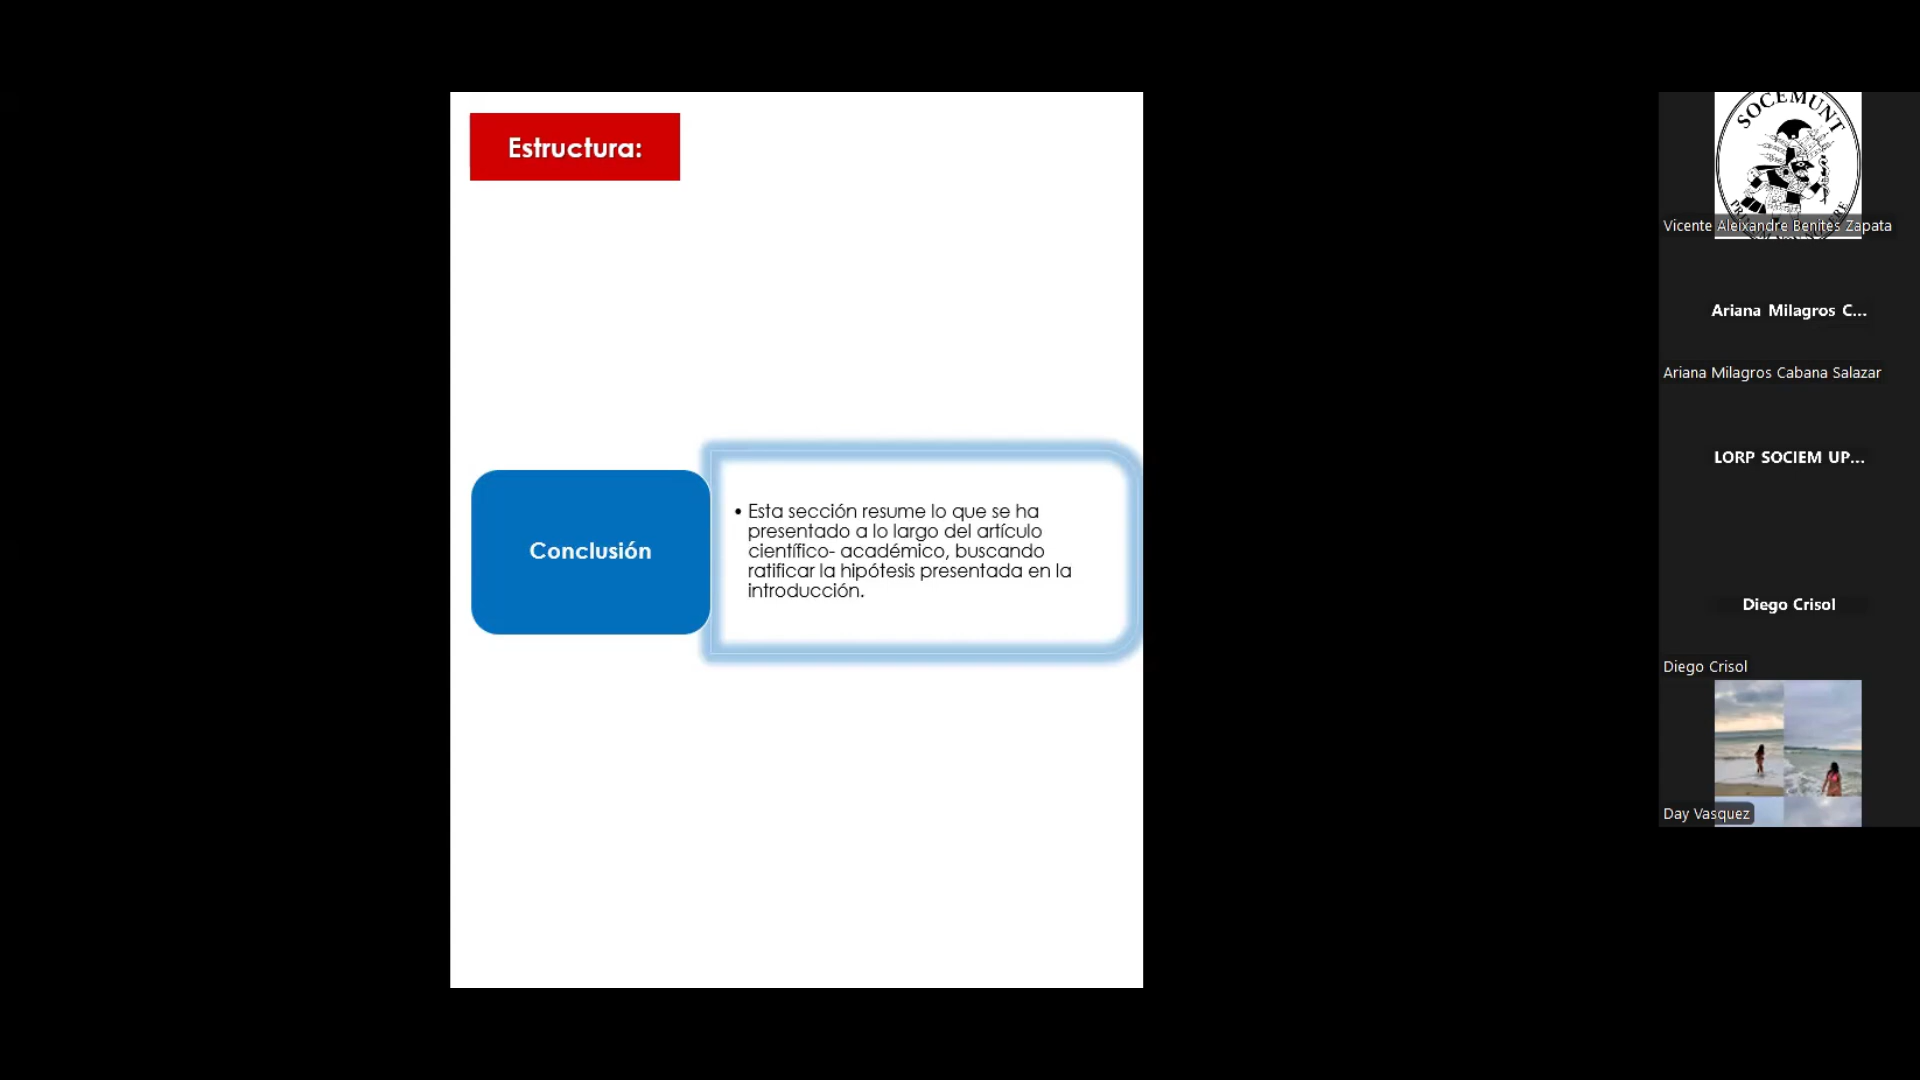 Estructura:
Conclusión
• Esta sección resume lo que se ha
presentado a lo largo del artículo
científico- académico, buscando
ratificar la hipótesis presentada en la
introducción.
SOCEMUNT
Vicente Aleixandre Benites Zapata
Ariana Milagros C...
Ariana Milagros Cabana Salazar
LORP SOCIEM UP...
Diego Crisol
Diego Crisol
Day Vasquez